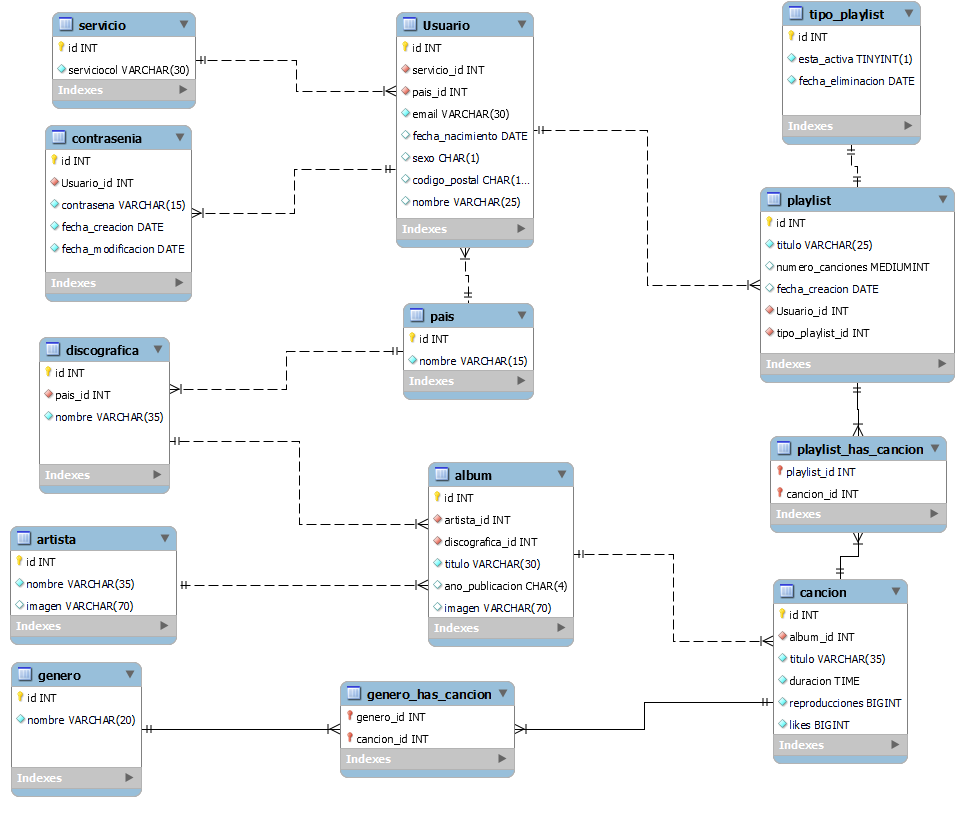 servicio
id INT
serviciocol VARCHAR(30)
Indexes
contrasenia
id INT
Usuario_id INT
contrasena VARCHAR(15)
fecha_creacion DATE
fecha_modificacion DATE
Indexes
Usuario
id INT
servicio_id INT
pais_id INT
email VARCHAR(30)
fecha_nacimiento DATE
sexo CHAR(1)
codigo_postal CHAR(1...
nombre VARCHAR(25)
Indexes
tipo_playlist
id INT
esta_activa TINYINT(1)
fecha_eliminacion DATE
Indexes
playlist
id INT
titulo VARCHAR(25)
numero_canciones MEDIUMINT
fecha_creacion DATE
Usuario_id INT
tipo_playlist_id INT
Indexes
pais
id INT
nombre VARCHAR(15)
Indexes
discografica
id INT
pais_id INT
nombre VARCHAR(35)
Indexes
album
id INT
artista_id INT
discografica_id INT
titulo VARCHAR(30)
ano_publicacion CHAR(4)
imagen VARCHAR(70)
Indexes
playlist_has_cancion
playlist_id INT
cancion_id INT
Indexes
artista
id INT
nombre VARCHAR(35)
imagen VARCHAR(70)
Indexes
cancion
id INT
album_id INT
titulo VARCHAR(35)
duracion TIME
reproducciones BIGINT
likes BIGINT
Indexes
genero
id INT
nombre VARCHAR(20)
Indexes
genero_has_cancion
genero_id INT
cancion_id INT
Indexes